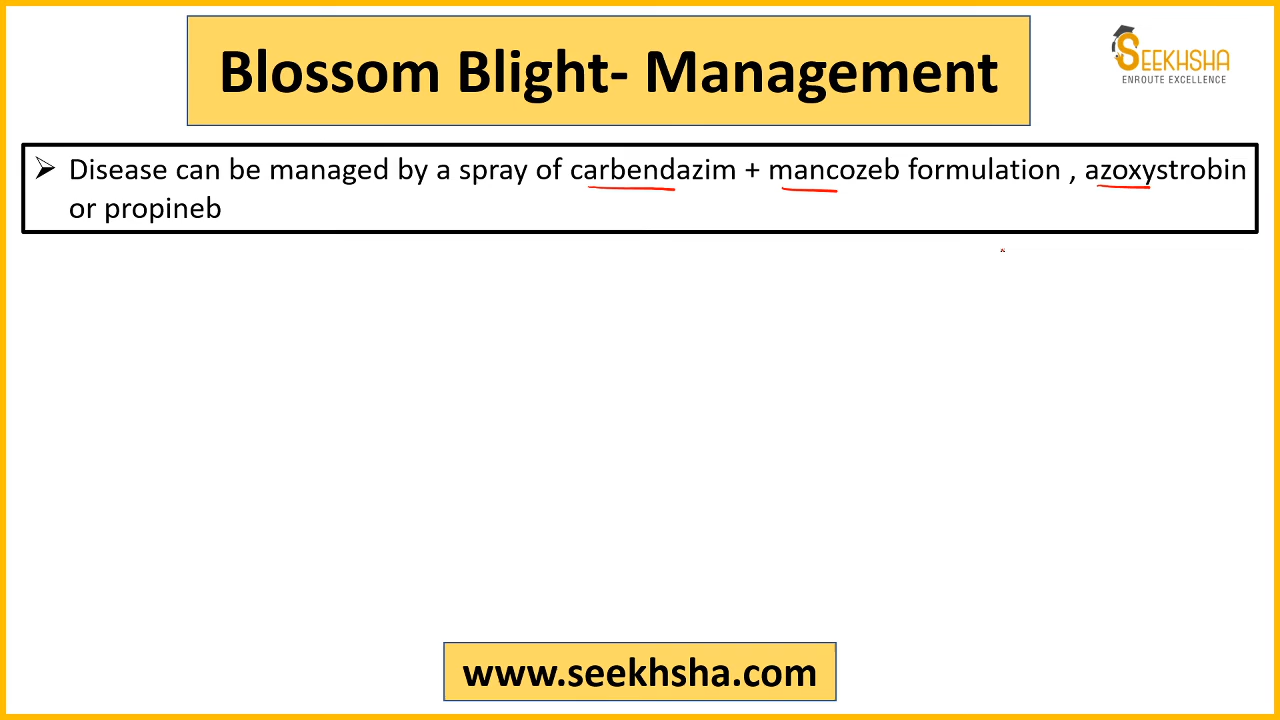 Blossom Blight- Management
SEEKHSHA
ENROUTE EXCELLENCE
➢ Disease can be managed by a spray of carbendazim + mancozeb formulation , azoxystrobin
or propineb
www.seekhsha.com